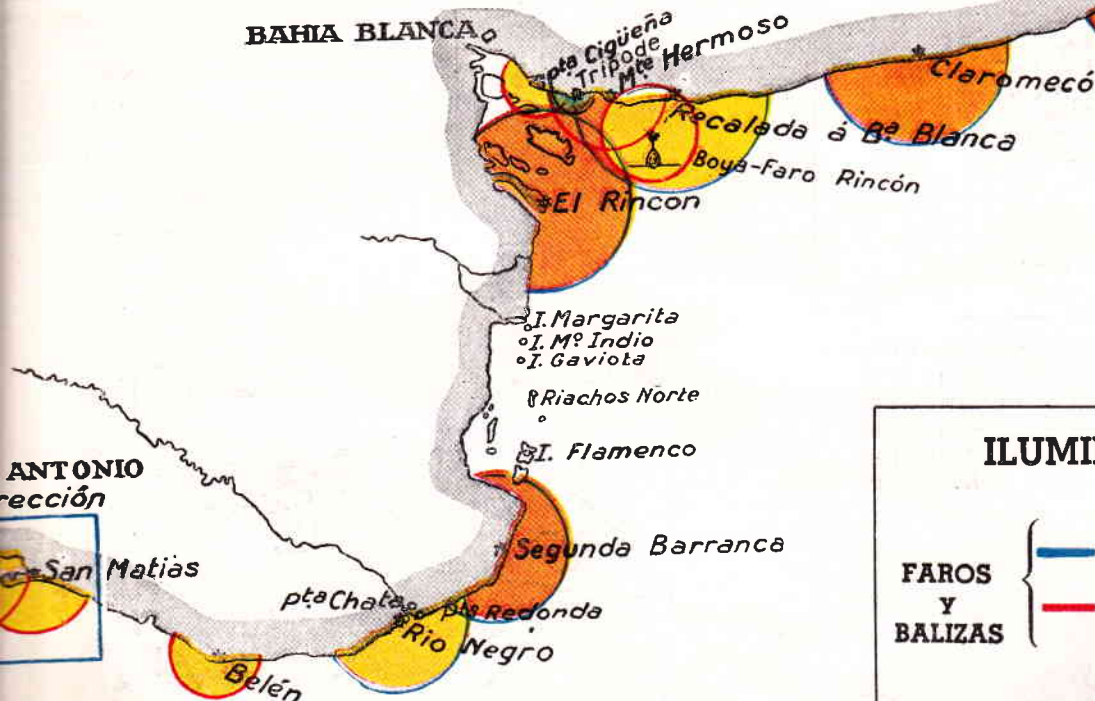 BAHIA BLANCA
Pta Cigüeña
Trípode
Mte Hermoso
Claromecó
Recalada á Ba. Blanca
Boya-Faro Rincón
El Rincon
I. Margarita
I. Mº Indio
I. Gaviota
Riachos Norte
I. Flamenco
ANTONIO
rección
San Matias
Segunda Barranca
pta Chata
pta Redonda
Rio Negro
Belén
ILUMI
FAROS
Y
BALIZAS